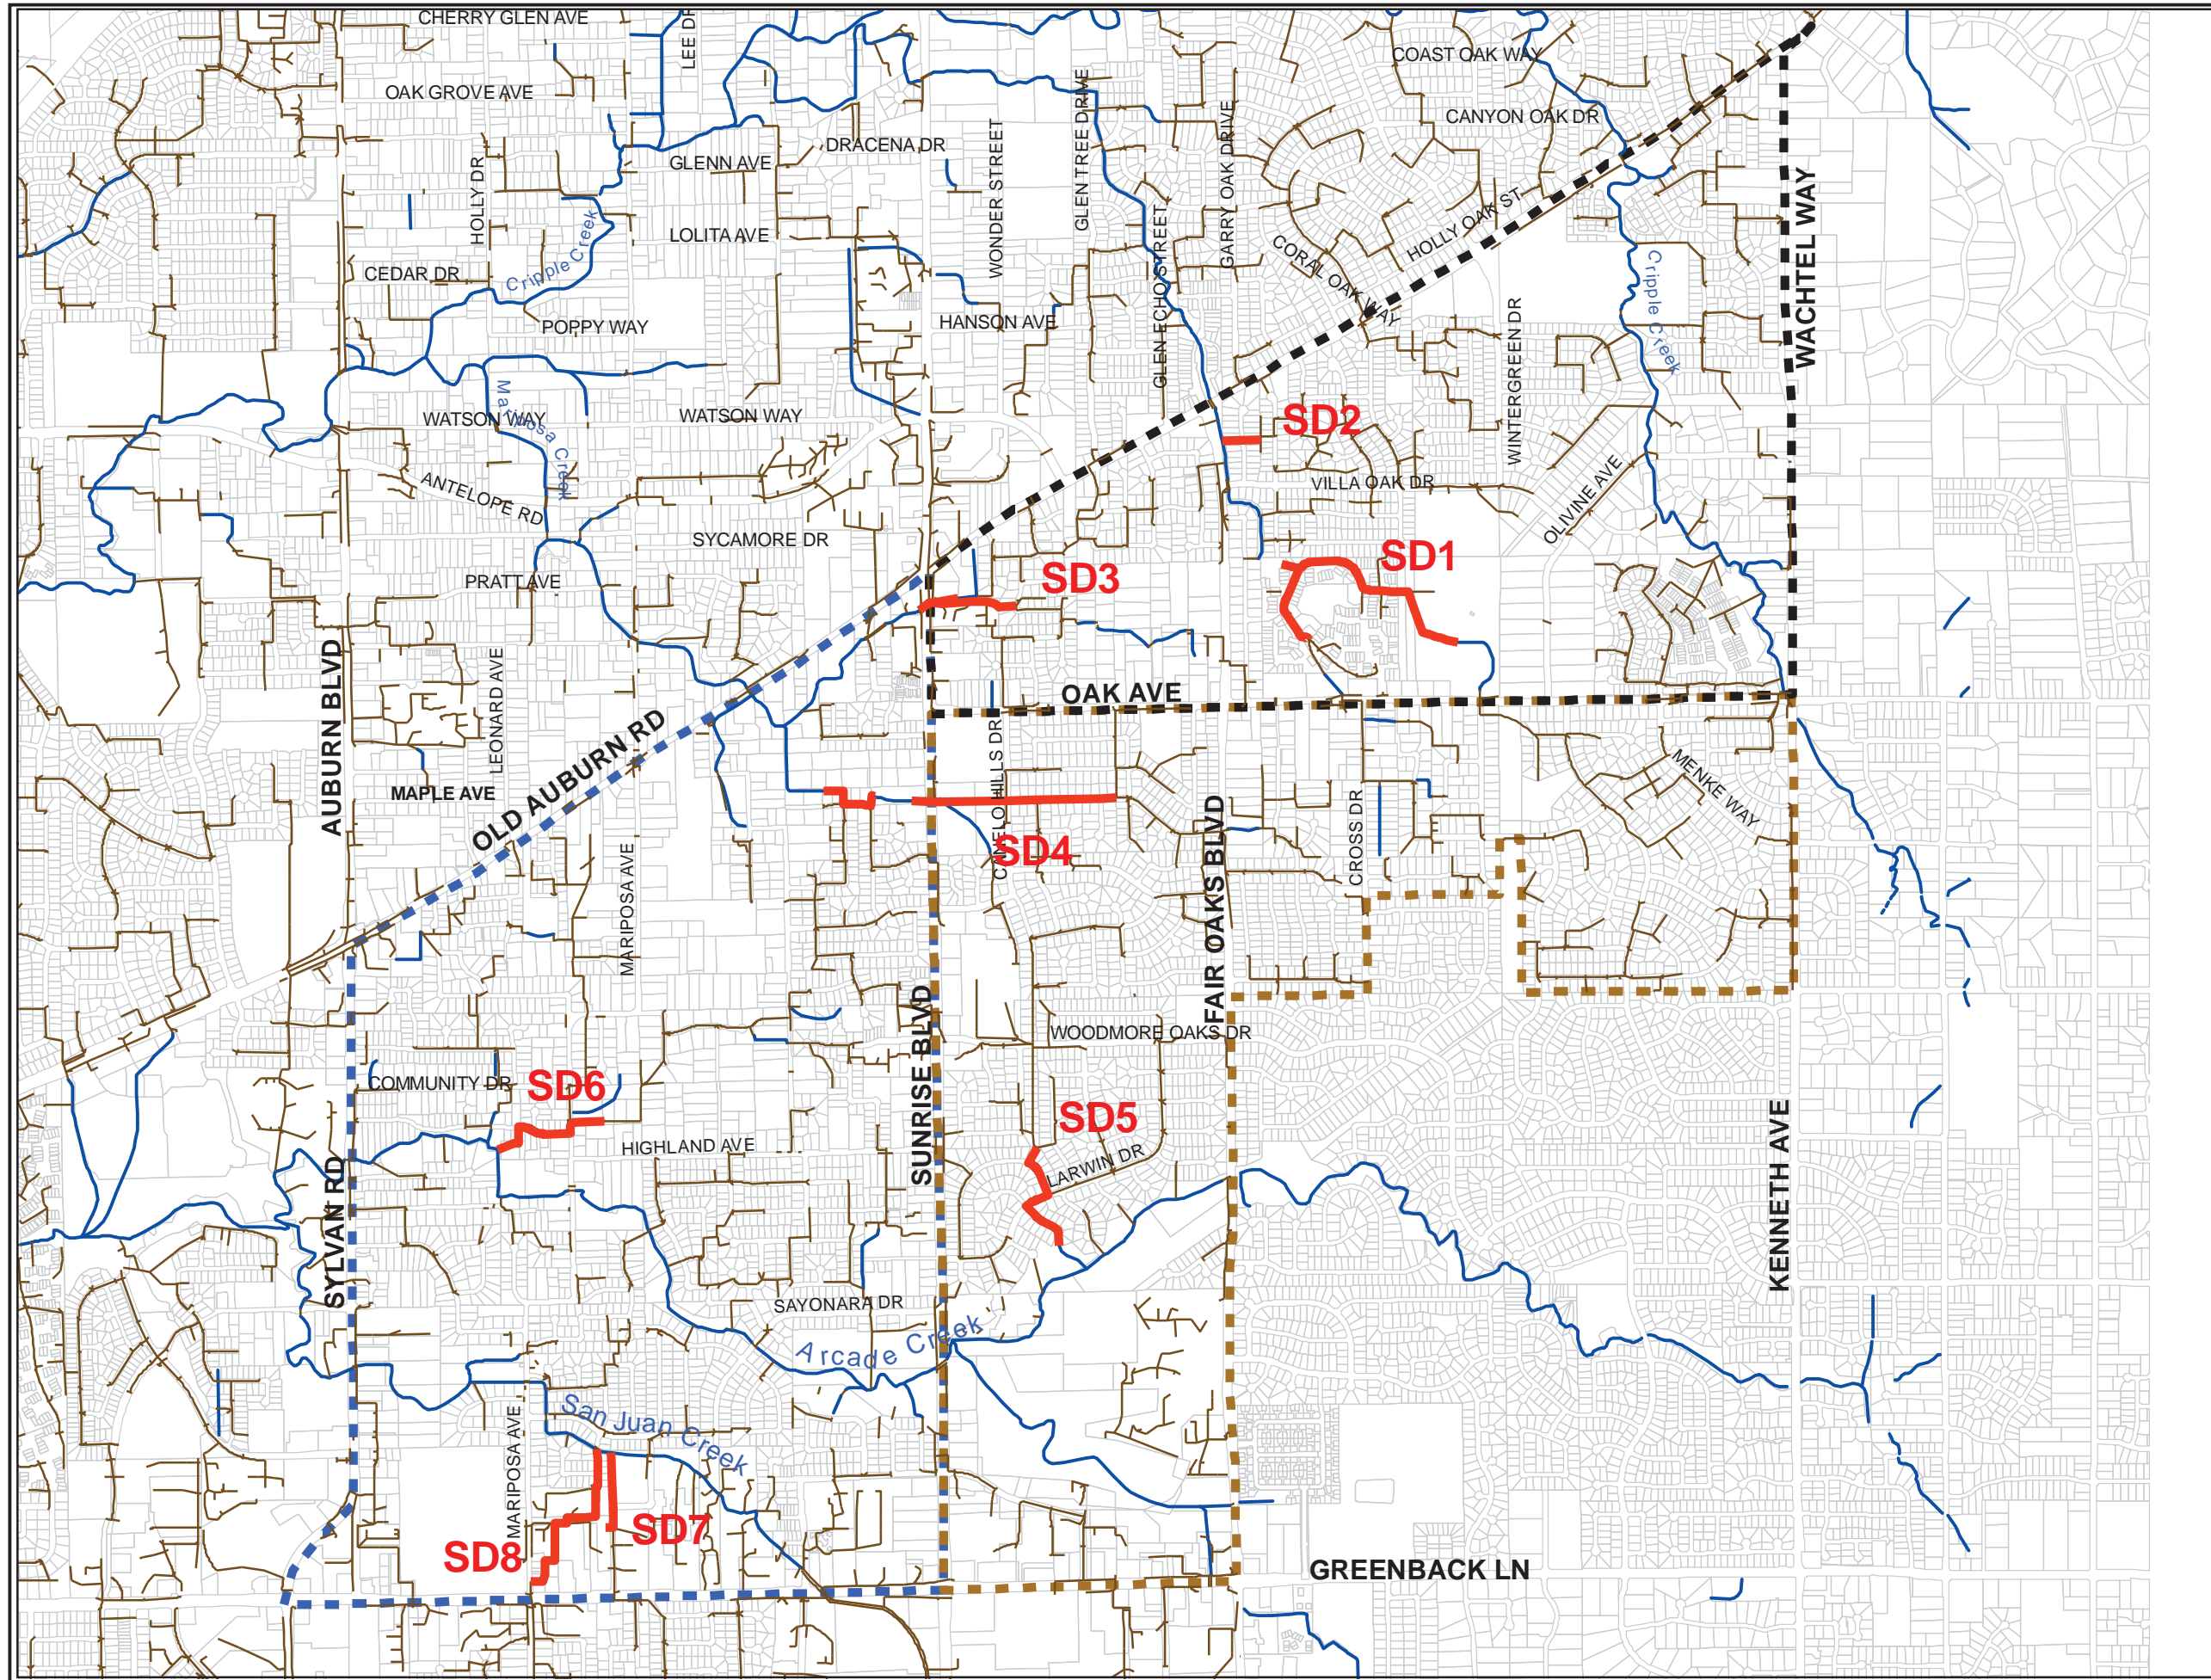 CHERRY GLEN AVE
LEE DR
COAST OAK WAY
OAK GROVE AVE
CANYON OAK DR
GLEN TREE DRIVE
GARRY OAK DRIVE
WONDER STREET
DRACENA DR
GLENN AVE
HOLLY DR
WACHTEL WAY
Cripple Creek
LOLITA AVE
HOLLY OAK ST
CORAL OAK WAY
GLEN ECHO STREET
CEDAR DR
Cripple Creek
POPPY WAY
HANSON AVE
WINTERGREEN DR
Mariposa Creek
WATSON WAY
WATSON WAY
SD2
ANTELOPE RD
VILLA OAK DR
OLIVINE AVE
SYCAMORE DR
PRATT AVE
SD3
SD1
AUBURN BLVD
LEONARD AVE
OAK AVE
OLD AUBURN RD
CANELO HILLS DR
MENKE WAY
MAPLE AVE
SD4
FAIR OAKS BLVD
CROSS DR
MARIPOSA AVE
SUNRISE BLVD
WOODMORE OAKS DR
COMMUNITY DR
SD6
SD5
HIGHLAND AVE
LARWIN DR
KENNETH AVE
SYLVAN RD
SAYONARA DR
Arcade Creek
San Juan Creek
MARIPOSA AVE
SD7
SD8
GREENBACK LN